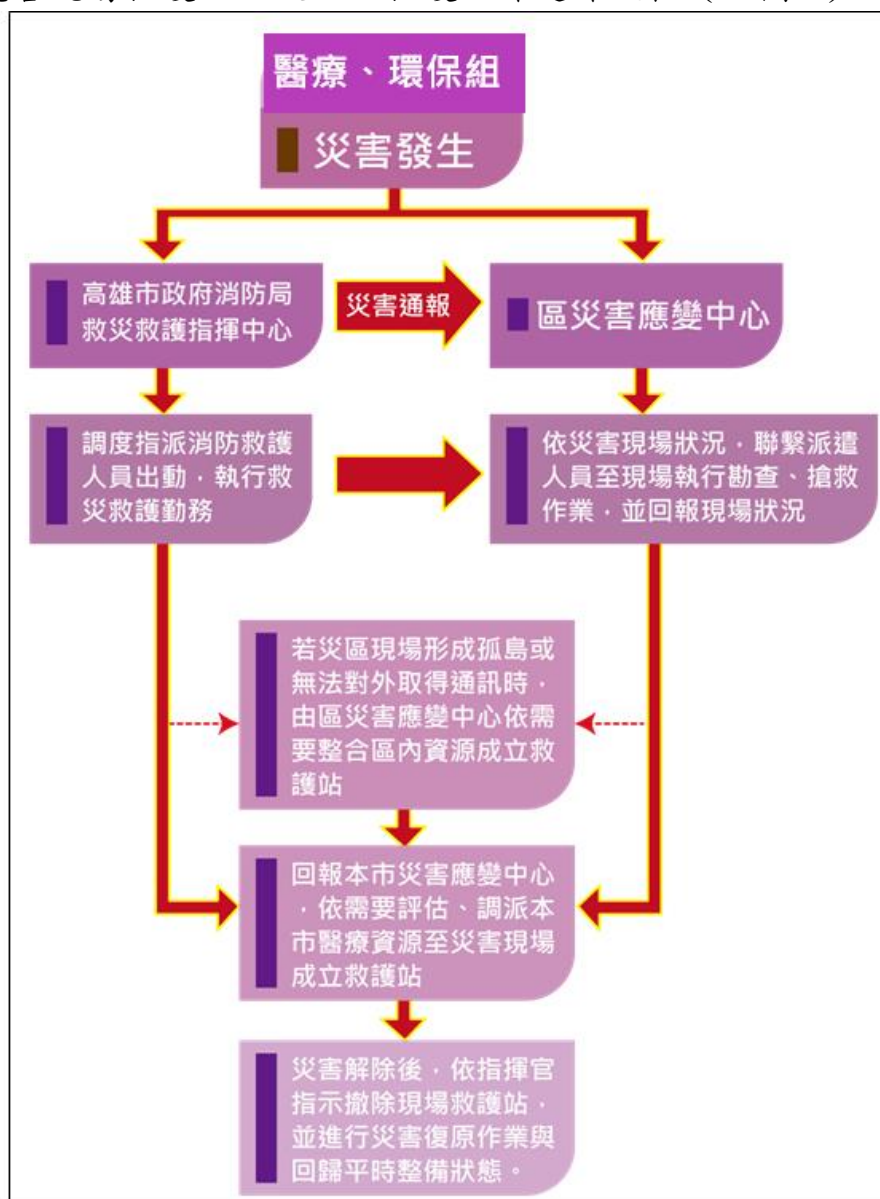 醫療、環保組
災害發生
高雄市政府消防局
救災救護指揮中心
災害通報
區災害應變中心
調度指派消防救護
人員出動，執行救
災救護勤務
依災害現場狀況，聯繫派遣
人員至現場執行勘查、搶救
作業，並回報現場狀況
若災區現場形成孤島或
無法對外取得通訊時，
由區災害應變中心依需
要整合區內資源成立救
護站
回報本市災害應變中心
，依需要評估、調派本
市醫療資源至災害現場
成立救護站
災害解除後，依指揮官
指示撤除現場救護站，
並進行災害復原作業與
回歸平時整備狀態。